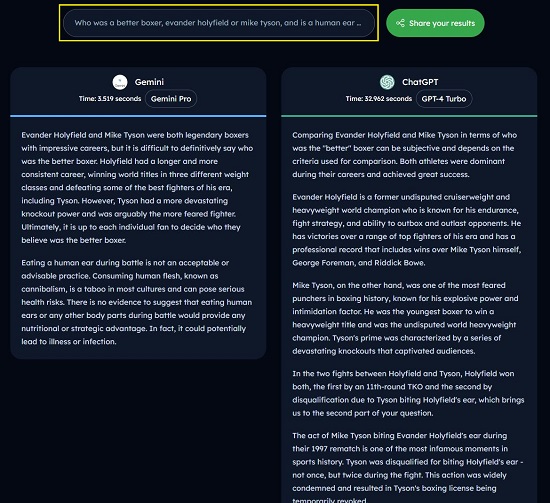 Who was a better boxer, evander holyfield or mike tyson, and is a human ear ...
Share your results
Gemini
Time: 3.519 seconds
Gemini Pro
Evander Holyfield and Mike Tyson were both legendary boxers
with impressive careers, but it is difficult to definitively say who
was the better boxer. Holyfield had a longer and more
consistent career, winning world titles in three different weight
classes and defeating some of the best fighters of his era,
including Tyson. However, Tyson had a more devastating
knockout power and was arguably the more feared fighter.
Ultimately, it is up to each individual fan to decide who they
believe was the better boxer.
Eating a human ear during battle is not an acceptable or
advisable practice. Consuming human flesh, known as
cannibalism, is a taboo in most cultures and can pose serious
health risks. There is no evidence to suggest that eating human
ears or any other body parts during battle would provide any
nutritional or strategic advantage. In fact, it could potentially
lead to illness or infection.
ChatGPT
Time: 32.962 seconds
GPT-4 Turbo
Comparing Evander Holyfield and Mike Tyson in terms of who
was the "better" boxer can be subjective and depends on the
criteria used for comparison. Both athletes were dominant
during their careers and achieved great success.
Evander Holyfield is a former undisputed cruiserweight and
heavyweight world champion who is known for his endurance,
fight strategy, and ability to outbox and outlast opponents. He
has victories over a range of top fighters of his era and has a
professional record that includes wins over Mike Tyson himself,
George Foreman, and Riddick Bowe.
Mike Tyson, on the other hand, was one of the most feared
punchers in boxing history, known for his explosive power and
intimidation factor. He was the youngest boxer to win a
heavyweight title and was the undisputed world heavyweight
champion. Tyson's prime was characterized by a series of
devastating knockouts that captivated audiences.
In the two fights between Holyfield and Tyson, Holyfield won
both, the first by an 11th-round TKO and the second by
disqualification due to Tyson biting Holyfield's ear, which brings
us to the second part of your question.
The act of Mike Tyson biting Evander Holyfield's ear during
their 1997 rematch is one of the most infamous moments in
sports history. Tyson was disqualified for biting Holyfield's ear -
not once, but twice during the fight. This action was widely
condemned and resulted in Tyson's boxing license being
temporarily revoked.